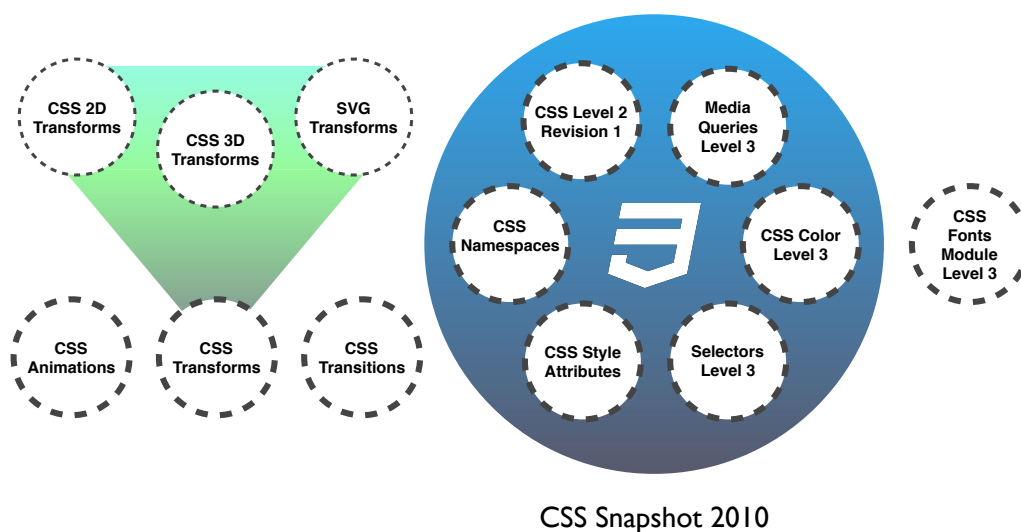 CSS 2D
Transforms
CSS 3D
Transforms
SVG
Transforms
CSS
Animations
CSS
Transforms
CSS
Transitions
CSS Level 2
Revision 1
Media
Queries
Level 3
CSS
Namespaces
CSS Color
Level 3
CSS Style
Attributes
Selectors
Level 3
CSS
Fonts
Module
Level 3
CSS Snapshot 2010